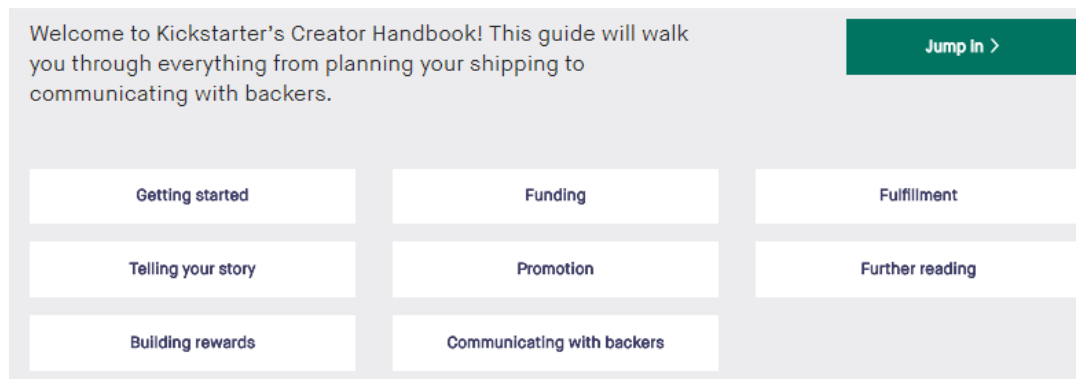 Welcome to Kickstarter’s Creator Handbook! This guide will walk
you through everything from planning your shipping to
communicating with backers.
Jump in >
Getting started
Funding
Fulfillment
Telling your story
Promotion
Further reading
Building rewards
Communicating with backers